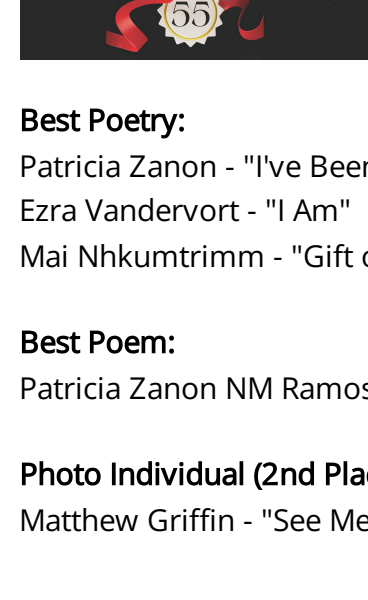 55
Best Poetry:
Patricia Zanon - "I've Been
Ezra Vandervort - "I Am"
Mai Nhkumtrimm - "Gift
Best Poem:
Patricia Zanon NM Ramos
Photo Individual (2nd
Matthew Griffin - "See Me